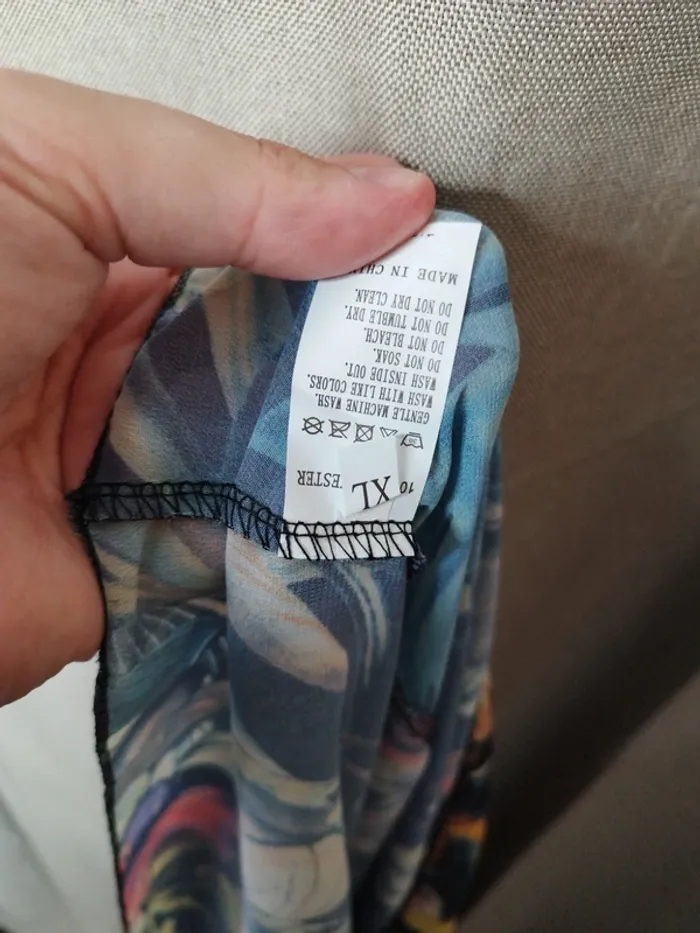 XL
GENTLE MACHINE WASH.
WASH WITH LIKE COLORS.
WASH INSIDE OUT.
DO NOT SOAK.
DO NOT BLEACH.
DO NOT TUMBLE DRY.
DO NOT DRY CLEAN.
MADE IN